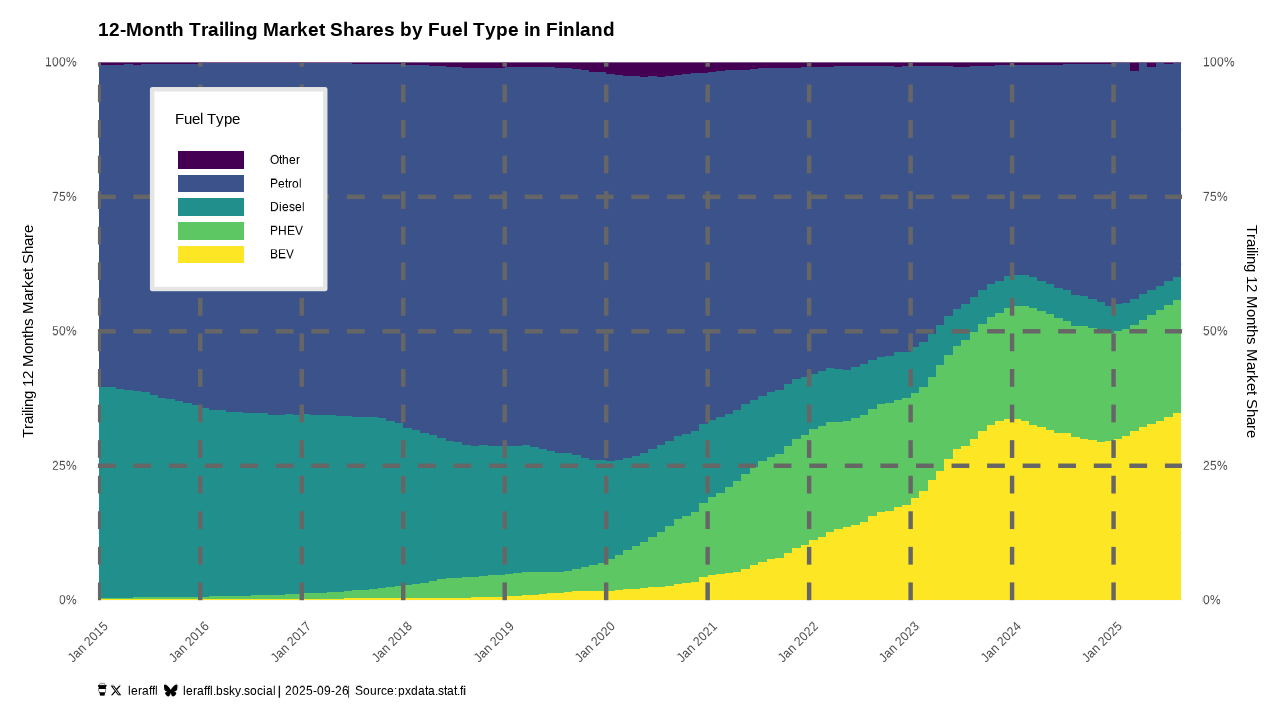 12-Month Trailing Market Shares by Fuel Type in Finland
100%
75%
50%
25%
0%
Trailing 12 Months Market Share
Fuel Type
Other
Petrol
Diesel
PHEV
BEV
100%
75%
50%
25%
0%
Trailing 12 Months Market Share
Jan 2015
Jan 2016
Jan 2017
Jan 2018
Jan 2019
Jan 2020
Jan 2021
Jan 2022
Jan 2023
Jan 2024
Jan 2025
leraffl leraffl.bsky.social | 2025-09-26| Source:pxdata.stat.fi